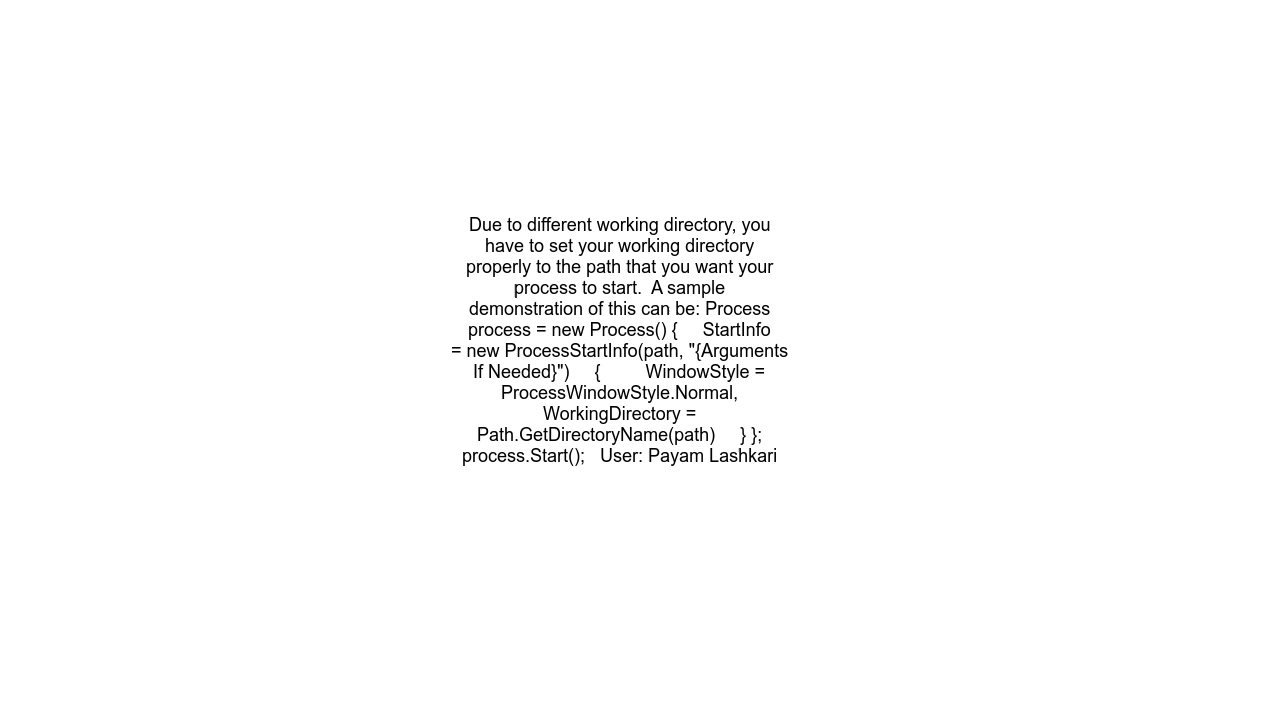 Due to different working directory, you
have to set your working directory
properly to the path that you want your
process to start.  A sample
demonstration of this can be: Process
process = new Process() {     StartInfo
= new ProcessStartInfo(path, "{Arguments
If Needed}")     {         WindowStyle =
ProcessWindowStyle.Normal,
WorkingDirectory =
Path.GetDirectoryName(path)     } };
process.Start();   User: Payam Lashkari